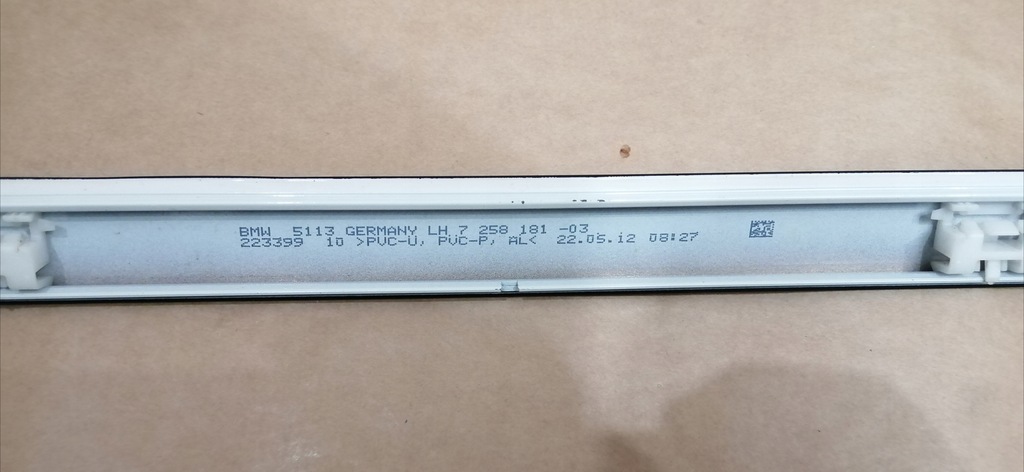 BMW 5113 GERMANY LH 7 258 181 -03
223399 10 >PVC-U, PVC-P, AL< 22.05.12 08:27